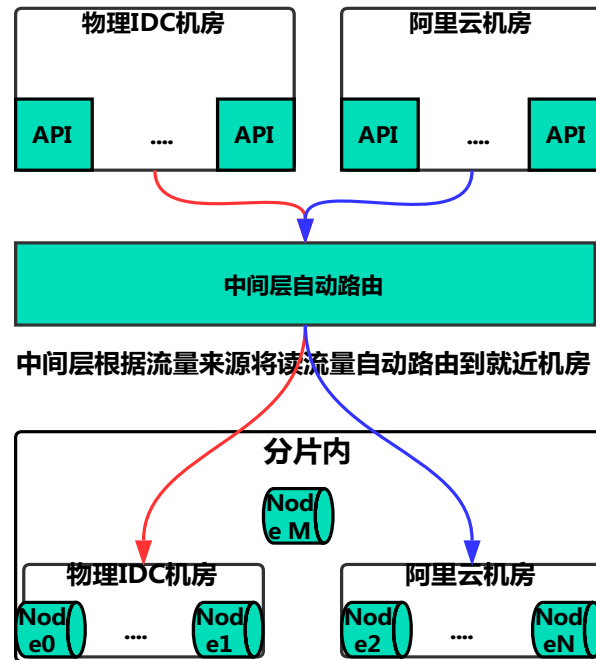 物理IDC机房
阿里云机房
API
....
API
API
....
API
中间层自动路由
中间层根据流量来源将读流量自动路由到就近机房
分片内
Nod
e M
物理IDC机房
阿里云机房
Nod
e0
....
Nod
e1
Nod
e2
....
Nod
eN